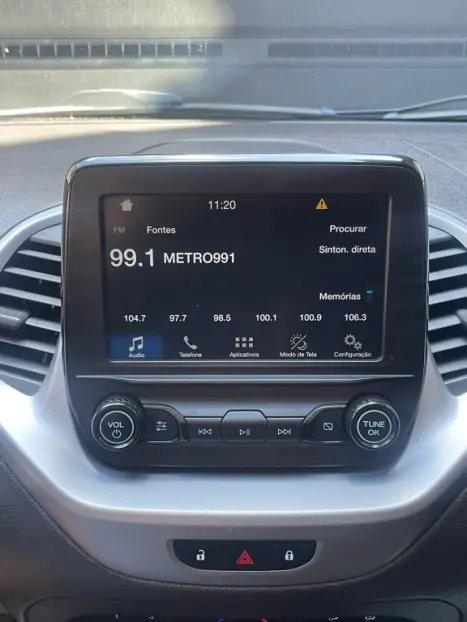 11:20
FM Fontes Procurar
99.1 METRO991
Sinton. direta
Memórias
104.7 97.7 98.5 100.1 100.9 106.3
Audio Telefone Aplicativos Modo de Tela Configuração
VOL
TUNE
OK